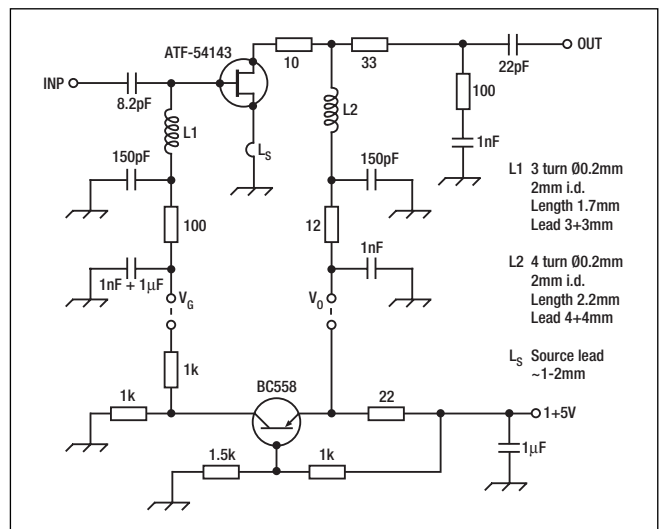 ATF-54143
10
33
OUT
22pF
INP
8.2pF
L1
L2
100
1nF
LS
150pF
150pF
100
12
1nF + 1μF
1nF
VG
VO
1k
1k
BC558
22
1+5V
1.5k
1k
1μF
L1 3 turn Ø0.2mm
2mm i.d.
Length 1.7mm
Lead 3+3mm
L2 4 turn Ø0.2mm
2mm i.d.
Length 2.2mm
Lead 4+4mm
LS Source lead
~1-2mm